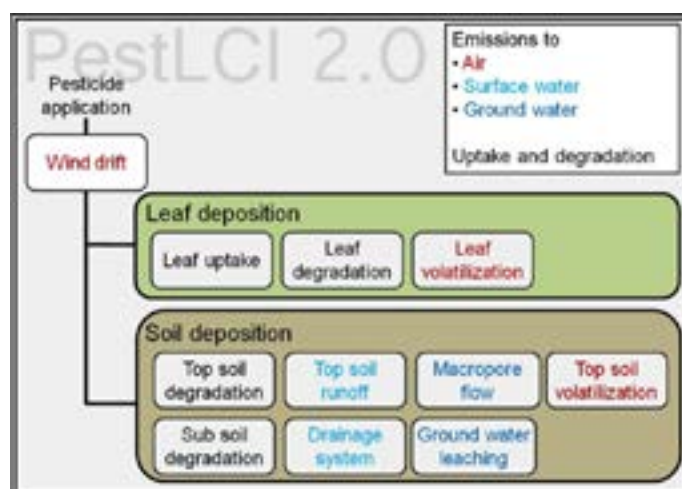 PestLCI 2.0
Emissions to
• Air
• Surface water
• Ground water
Uptake and degradation
Pesticide
application
Wind drift
Leaf deposition
Leaf uptake
Leaf
degradation
Leaf
volatilization
Soil deposition
Top soil
degradation
Top soil
runoff
Macropore
flow
Top soil
volatilization
Sub soil
degradation
Drainage
system
Ground water
leaching